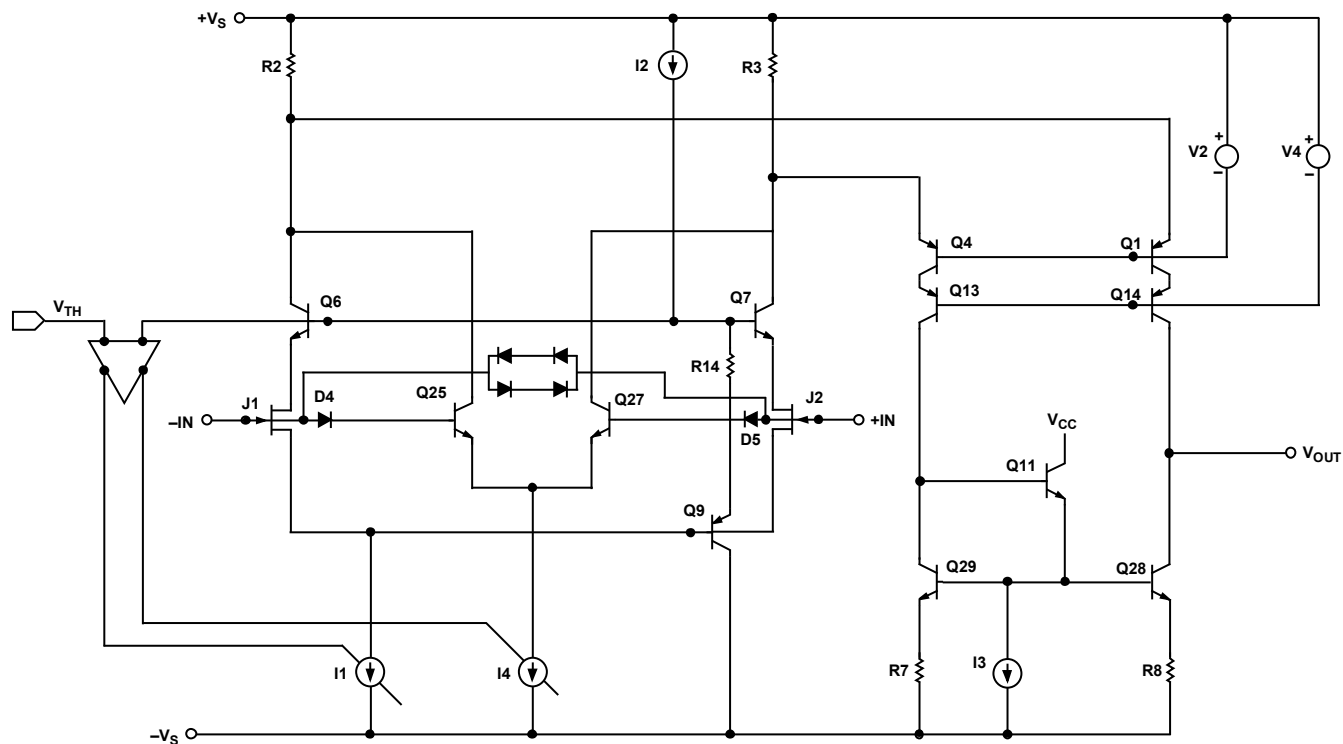 +VS
R2
I2
R3
V2
+
–
V4
+
–
Q4
Q1
Q6
Q7
Q13
Q14
VTH
R14
J1
D4
Q25
Q27
J2
–IN
D5
+IN
VCC
Q11
VOUT
Q9
Q29
Q28
I1
I4
R7
I3
R8
–VS